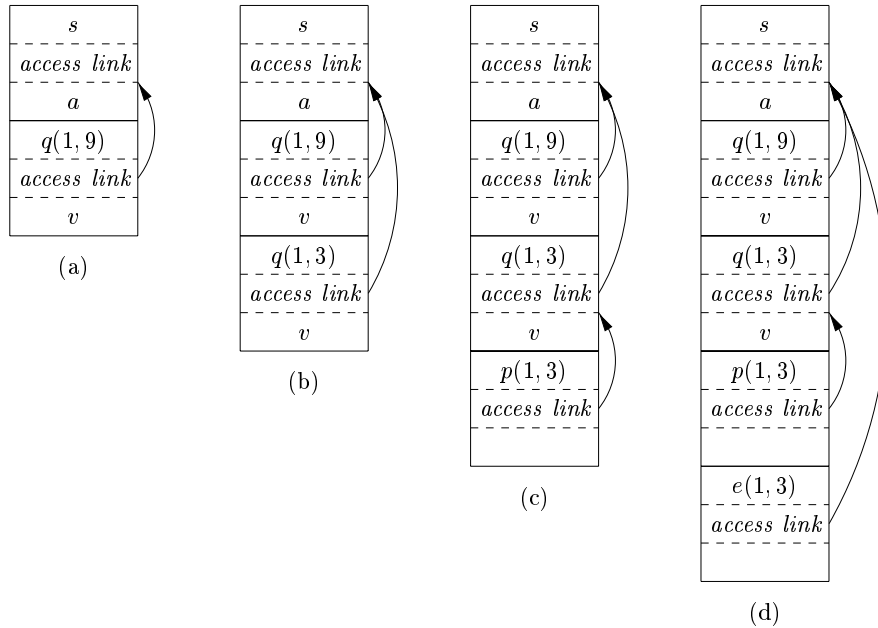 s
access link
a
q(1, 9)
access link
v
(a)
s
access link
a
q(1, 9)
access link
v
q(1, 3)
access link
v
(b)
s
access link
a
q(1, 9)
access link
v
q(1, 3)
access link
v
p(1, 3)
access link
(c)
s
access link
a
q(1, 9)
access link
v
q(1, 3)
access link
v
p(1, 3)
access link
e(1, 3)
access link
(d)